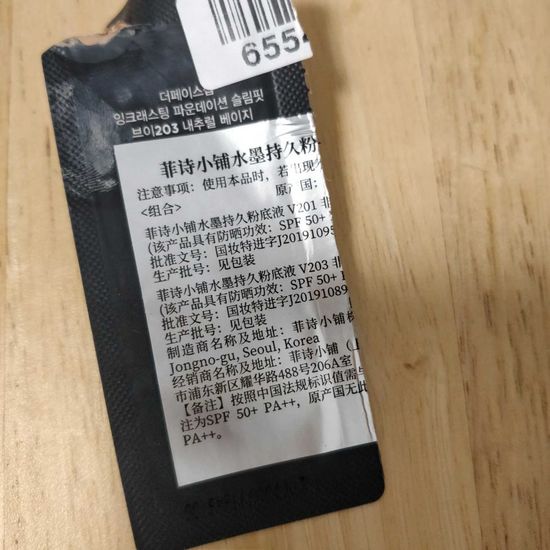 6554
더페이스샵
잉크래스팅 파운데이션 슬림핏
브이203 내추럴 베이지
菲诗小铺水墨持久粉
注意事项：使用本品时，若出现
<组合> 原产国：
菲诗小铺水墨持久粉底液 V201 菲
(该产品具有防晒功效：SPF 50+
批准文号：国妆特进字J20191095
生产批号：见包装
菲诗小铺水墨持久粉底液 V203 菲
(该产品具有防晒功效：SPF 50+
批准文号：国妆特进字J2019089
生产批号：见包装
制造商名称及地址：菲诗小铺
Jongno-gu, Seoul, Korea
经销商名称及地址：菲诗小铺（上
市浦东新区耀华路488号206A室
【备注】按照中国法规标识值需
注为SPF 50+ PA++，原产国无此
PA++。